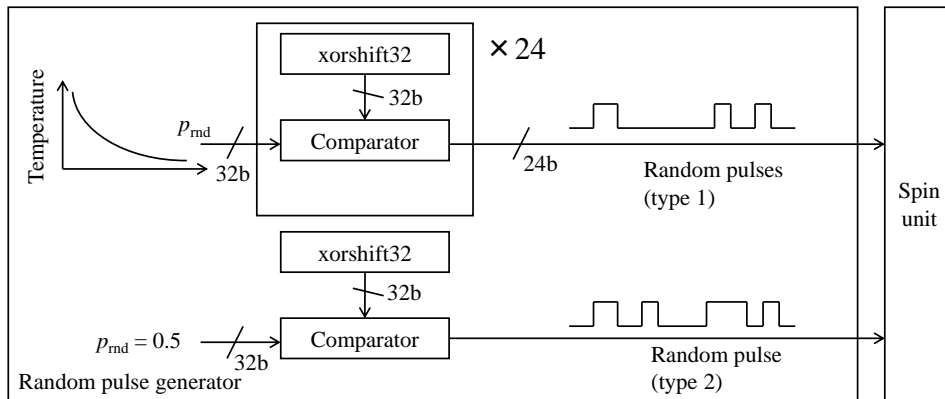 xorshift32
× 24
32b
Temperature
p_rnd
32b
Comparator
24b
Random pulses
(type 1)
Spin
unit
xorshift32
32b
p_rnd = 0.5
32b
Comparator
Random pulse
(type 2)
Random pulse generator